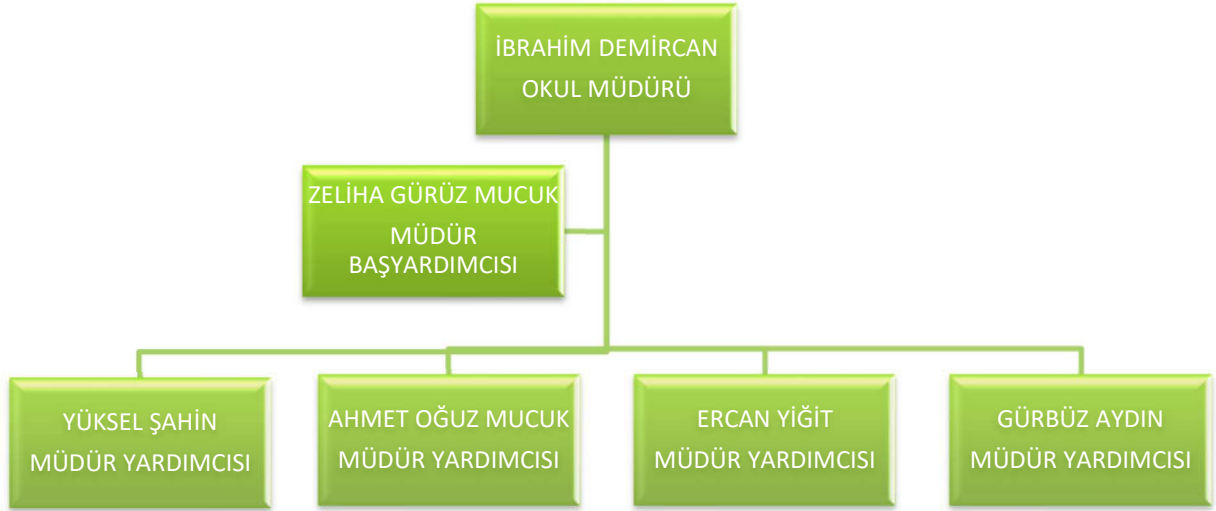 İBRAHİM DEMİRCAN
OKUL MÜDÜRÜ
ZELİHA GÜRÜZ MUCUK
MÜDÜR
BAŞYARDIMCISI
YÜKSEL ŞAHİN
MÜDÜR YARDIMCISI
AHMET OĞUZ MUCUK
MÜDÜR YARDIMCISI
ERCAN YİĞİT
MÜDÜR YARDIMCISI
GÜRBÜZ AYDIN
MÜDÜR YARDIMCISI